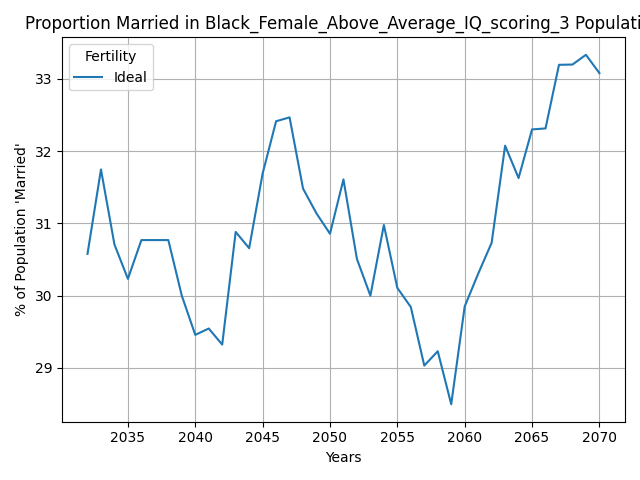 Proportion Married in Black_Female_Above_Average_IQ_scoring_3 Populati
Fertility
Ideal
% of Population 'Married'
33
32
31
30
29
2035 2040 2045 2050 2055 2060 2065 2070
Years